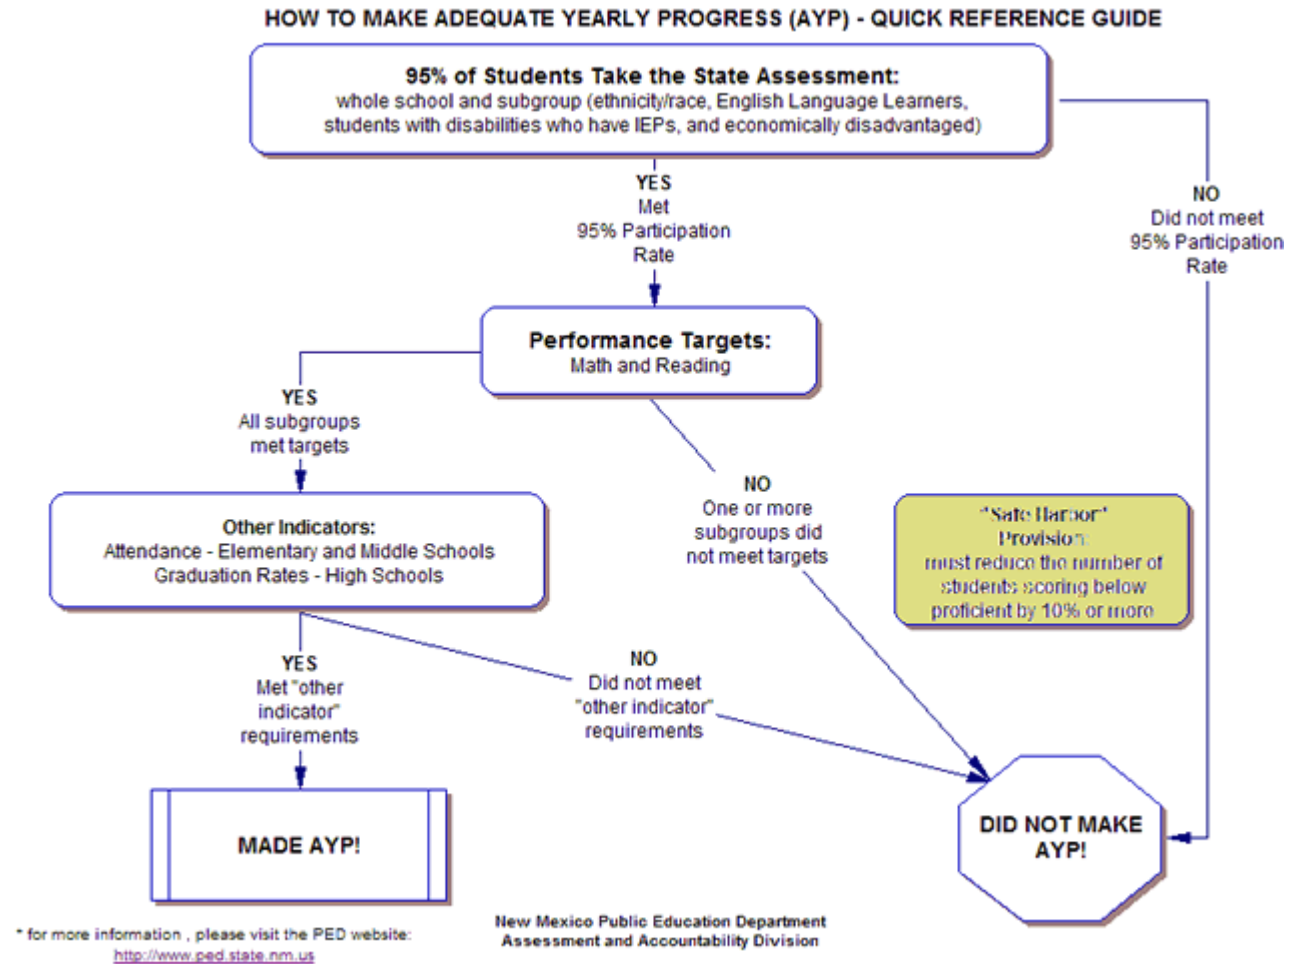 HOW TO MAKE ADEQUATE YEARLY PROGRESS (AYP) - QUICK REFERENCE GUIDE
95% of Students Take the State Assessment:
whole school and subgroup (ethnicity/race, English Language Learners,
students with disabilities who have IEPs, and economically disadvantaged)
YES
Met
95% Participation
Rate
NO
Did not meet
95% Participation
Rate
Performance Targets:
Math and Reading
YES
All subgroups
met targets
NO
One or more
subgroups did
not meet targets
"Safe Harbor"
Provision:
must reduce the number of
students scoring below
proficient by 10% or more
Other Indicators:
Attendance - Elementary and Middle Schools
Graduation Rates - High Schools
YES
Met "other
indicator"
requirements
NO
Did not meet
"other indicator"
requirements
MADE AYP!
DID NOT MAKE
AYP!
* for more information , please visit the PED website:
http://www.ped.state.nm.us
New Mexico Public Education Department
Assessment and Accountability Division